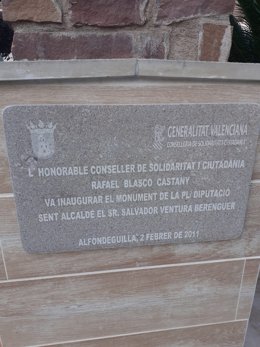 GENERALITAT VALENCIANA
CONSELLERIA DE SOLIDARITAT I CIUTADANIA
L' HONORABLE CONSELLER DE SOLIDARITAT I CIUTADANIA
RAFAEL BLASCO CASTANY
VA INAUGURAR EL MONUMENT DE LA PL. DIPUTACIÓ
SENT ALCALDE EL SR. SALVADOR VENTURA BERENGUER
ALFONDEGUILLA, 2 FEBRER DE 2011